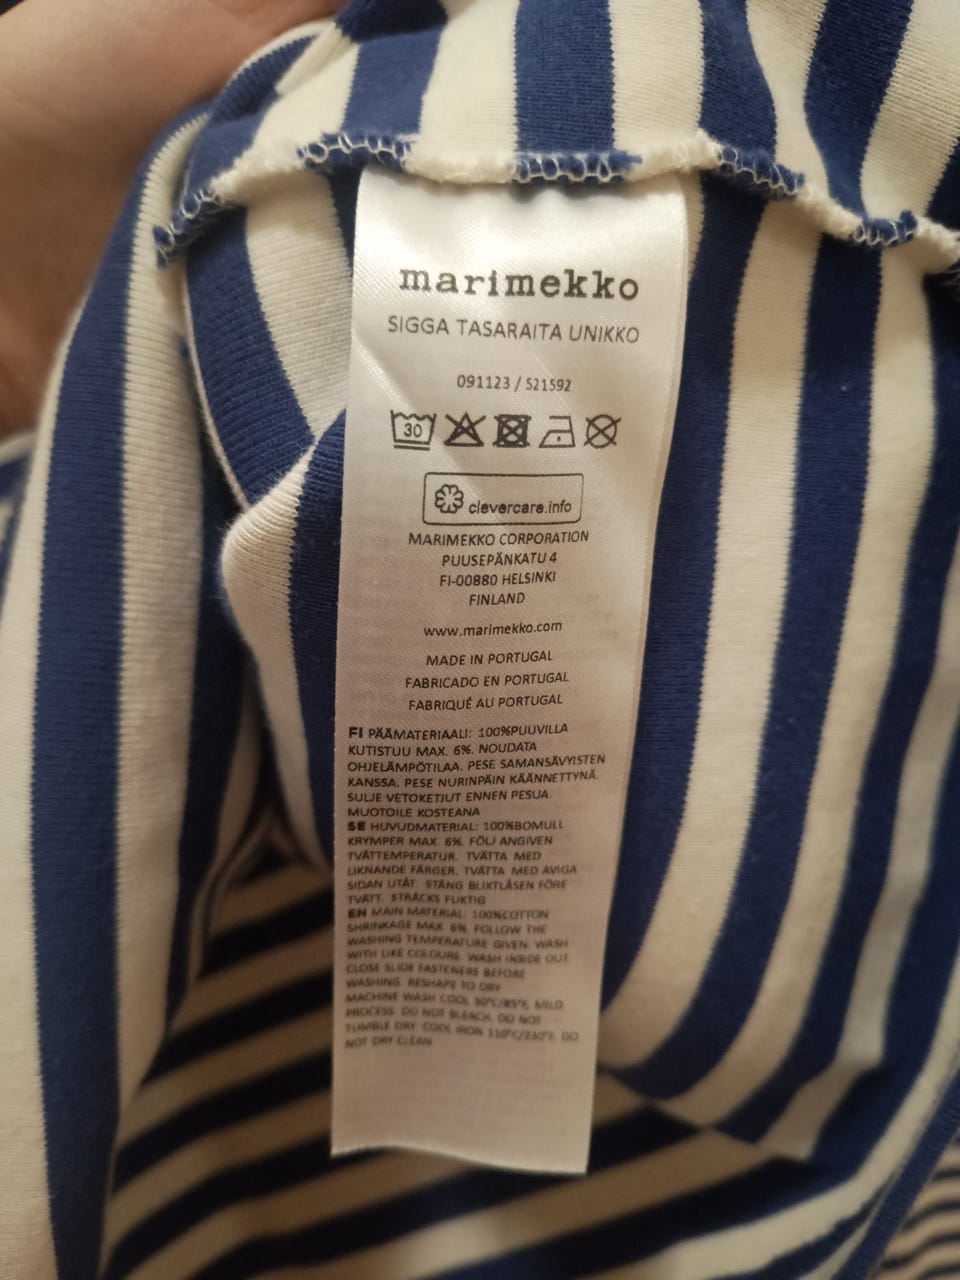 marimekko
SIGGA TASARAITA UNIKKO
091123 / 521592
30
clevercare.info
MARIMEKKO CORPORATION
PUUSEPÄNKATU 4
FI-00880 HELSINKI
FINLAND
www.marimekko.com
MADE IN PORTUGAL
FABRICADO EN PORTUGAL
FABRIQUÉ AU PORTUGAL
FI PÄÄMATERIAALI: 100%PUUVILLA
KUTISTUU MAX. 6%. NOUDATA
OHJELÄMPÖTILAA. PESE SAMANSÄVYISTEN
KANSSA. PESE NURINPÄIN KÄÄNNETTYNÄ.
SULJE VETOKETJUT ENNEN PESUA.
MUOTOILE KOSTEANA
SE HUVUDMATERIAL: 100%BOMULL
KRYMPER MAX. 6%. FÖLJ ANGIVEN
TVÄTTEMPERATUR. TVÄTTA MED
LIKNANDE FÄRGER. TVÄTTA MED AVIGA
SIDAN UTÅT. STÄNG BLIXTLÅSEN FÖRE
TVÄTT. STRÄCKS FUKTIG
EN MAIN MATERIAL: 100%COTTON
SHRINKAGE MAX. 6%. FOLLOW THE
WASHING TEMPERATURE GIVEN. WASH
WITH LIKE COLOURS. WASH INSIDE OUT.
CLOSE SLIDE FASTENERS BEFORE
WASHING. RESHAPE TO DRY
MACHINE WASH COOL 30°C/85°F, MILD
PROCESS. DO NOT BLEACH. DO NOT
TUMBLE DRY. COOL IRON 110°C/230°F. DO
NOT DRY CLEAN